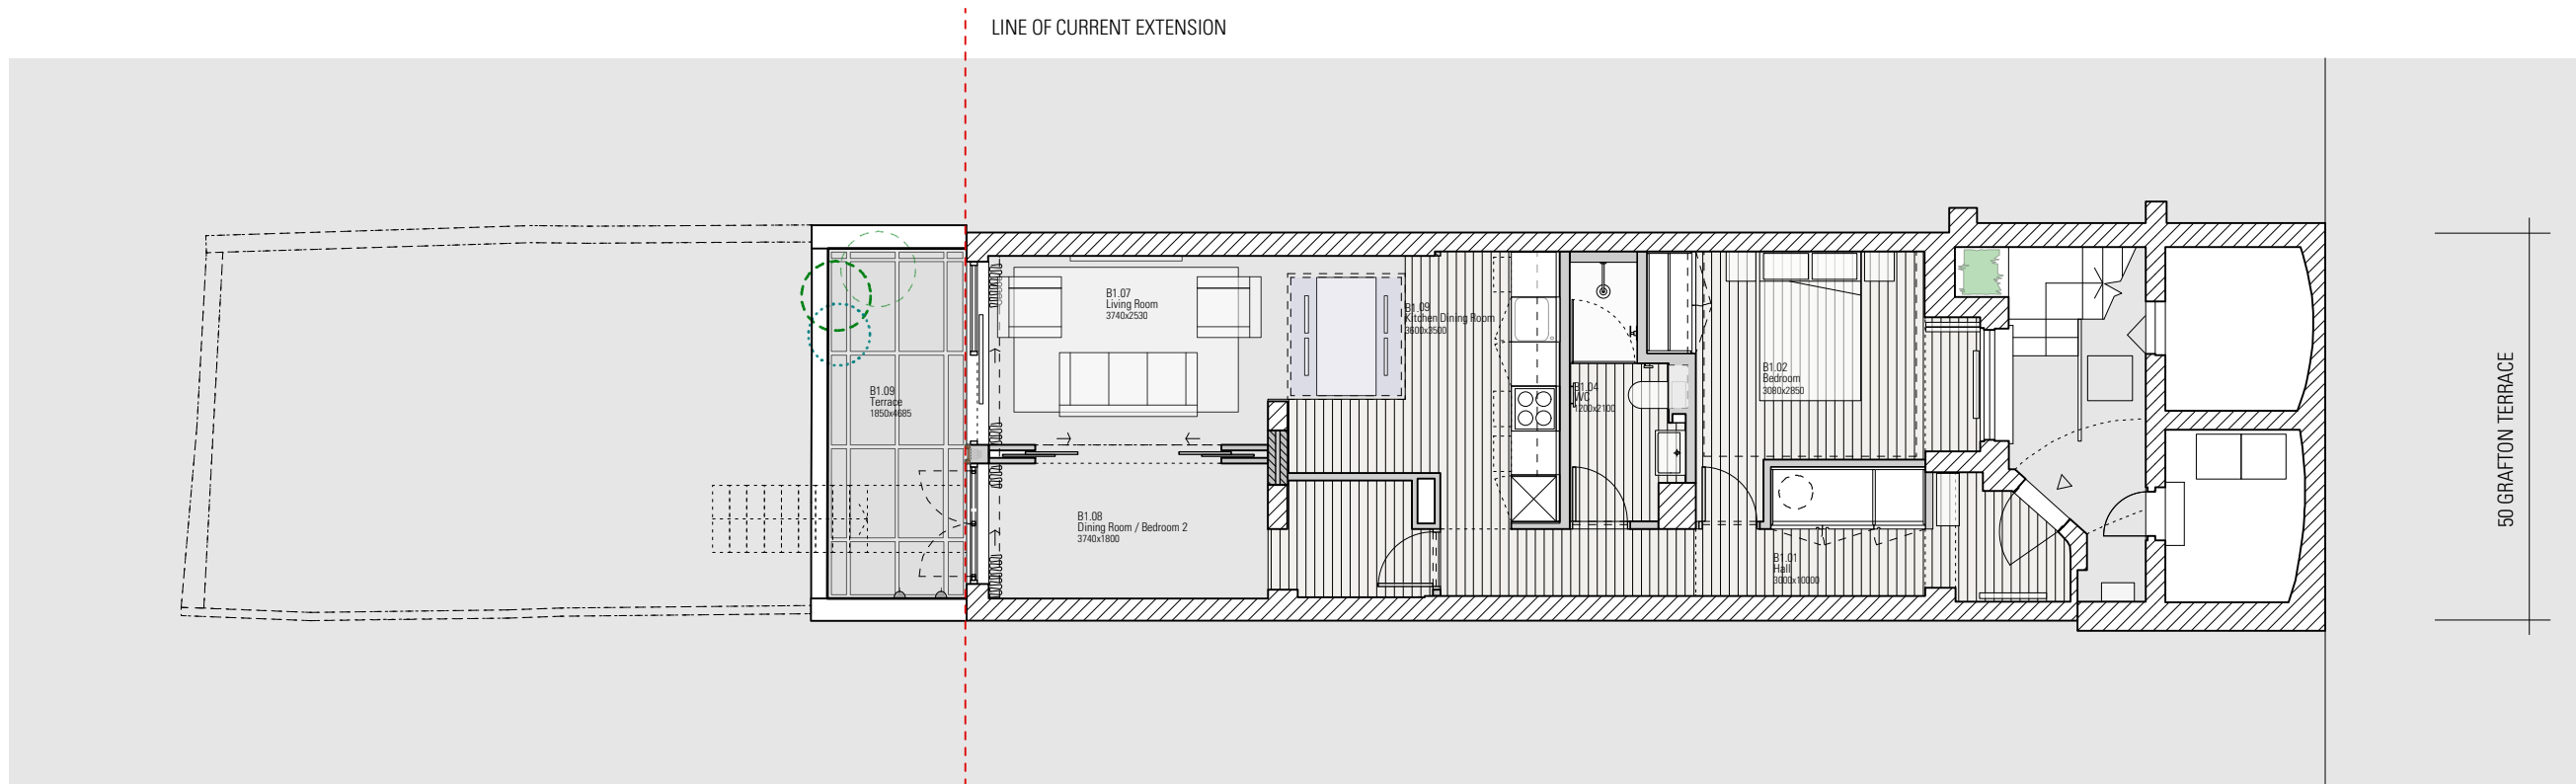 LINE OF CURRENT EXTENSION
B1.07
Living Room
3740x2530
B1.09
Kitchen Dining Room
3600x3500
B1.09
Terrace
1850x4685
B1.04
WC
1200x2100
B1.02
Bedroom
3080x2850
B1.08
Dining Room / Bedroom 2
3740x1800
B1.01
Hall
3000x10000
50 GRAFTON TERRACE